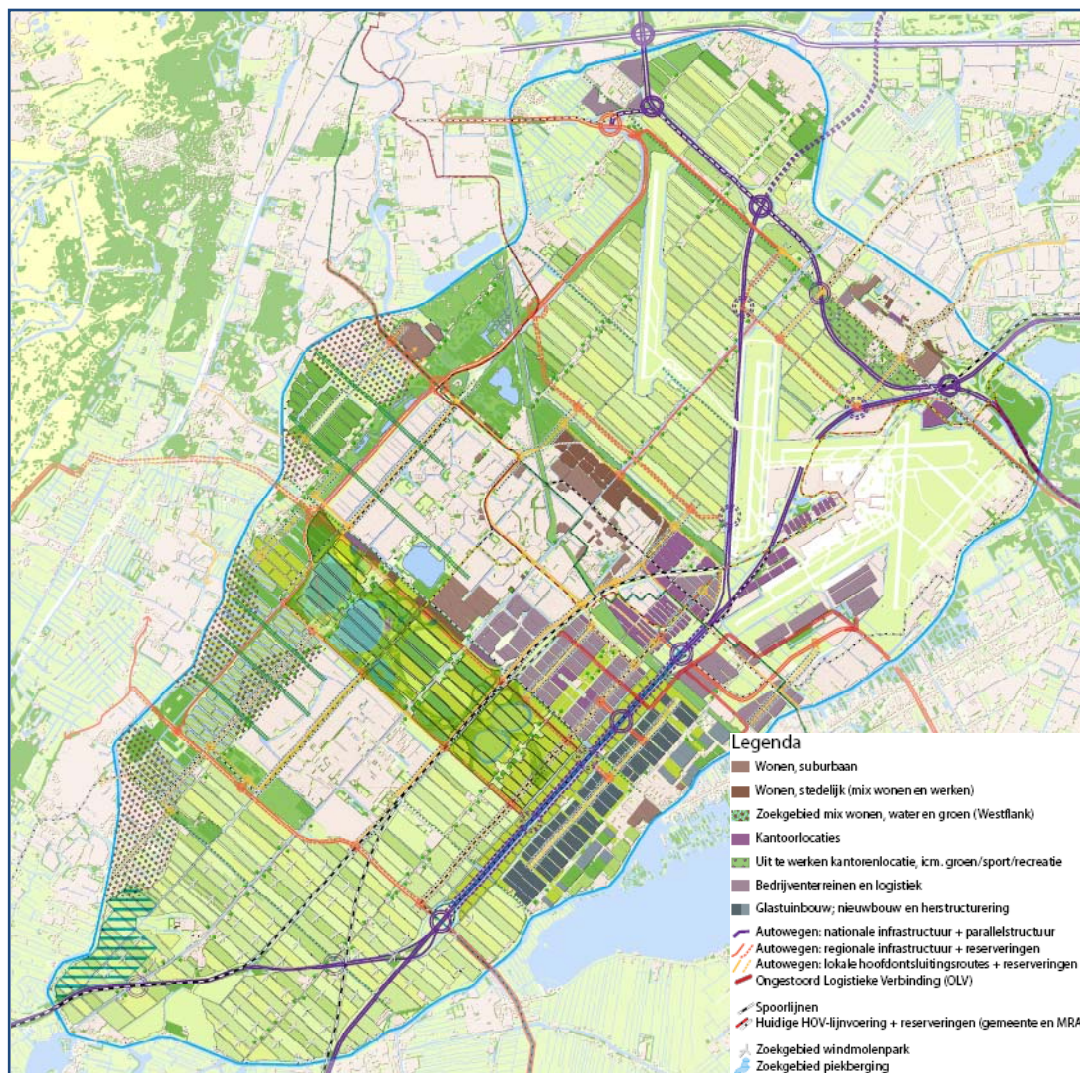 Legenda
Wonen, suburbaan
Wonen, stedelijk (mix wonen en werken)
Zoekgebied mix wonen, water en groen (Westflank)
Kantoorlocaties
Uit te werken kantorenlocatie, icm. groen/sport/recreatie
Bedrijventerreinen en logistiek
Glastuinbouw; nieuwbouw en herstructurering
Autowegen: nationale infrastructuur + parallelstructuur
Autowegen: regionale infrastructuur + reserveringen
Autowegen: lokale hoofdontsluitingsroutes + reserveringen
Ongestoord Logistieke Verbinding (OLV)
Spoorlijnen
Huidige HOV-lijnvoering + reserveringen (gemeente en MRA
Zoekgebied windmolenpark
Zoekgebied piekberging